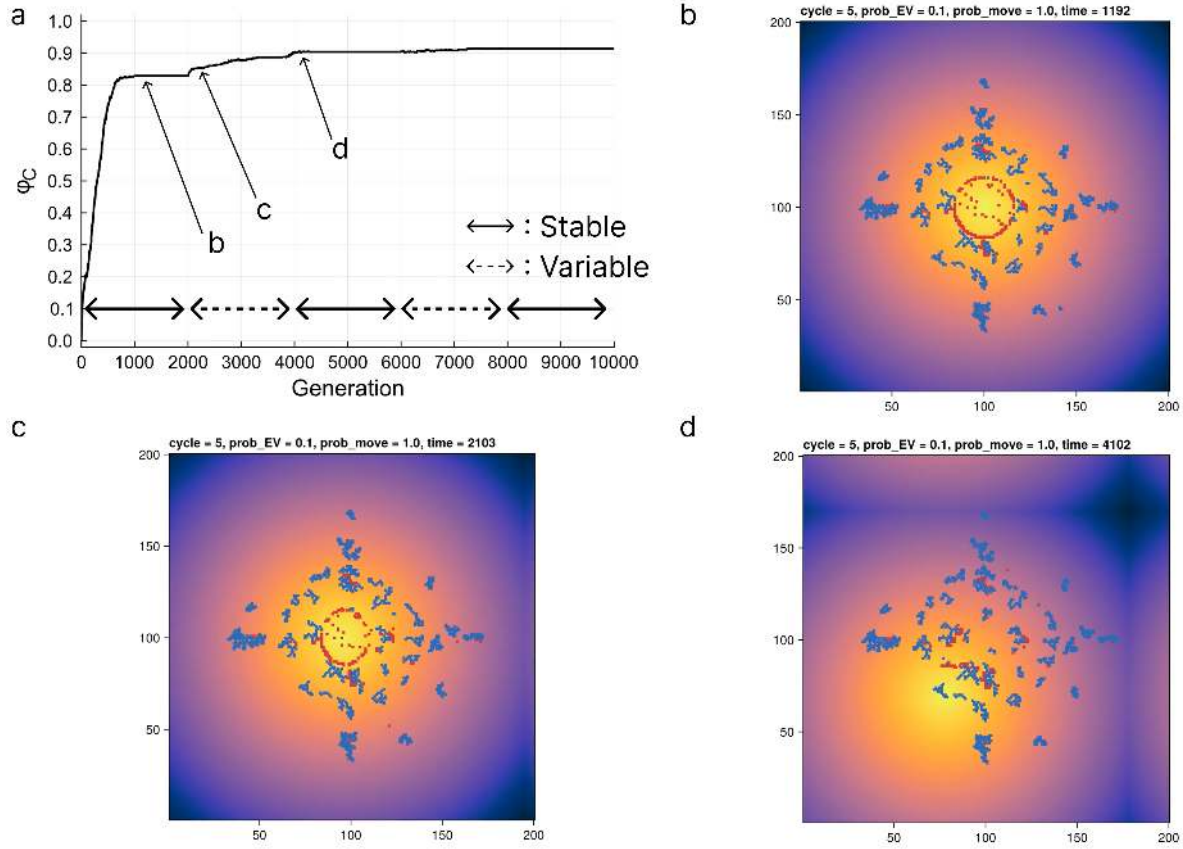 a
1.0
0.9
0.8
0.7
0.6
0.5
0.4
0.3
0.2
0.1
0.0
φC
b
c
d
: Stable
: Variable
0 1000 2000 3000 4000 5000 6000 7000 8000 9000 10000
Generation
b
cycle = 5, prob_EV = 0.1, prob_move = 1.0, time = 1192
200
150
100
50
50 100 150 200
c
cycle = 5, prob_EV = 0.1, prob_move = 1.0, time = 2103
200
150
100
50
50 100 150 200
d
cycle = 5, prob_EV = 0.1, prob_move = 1.0, time = 4102
200
150
100
50
50 100 150 200